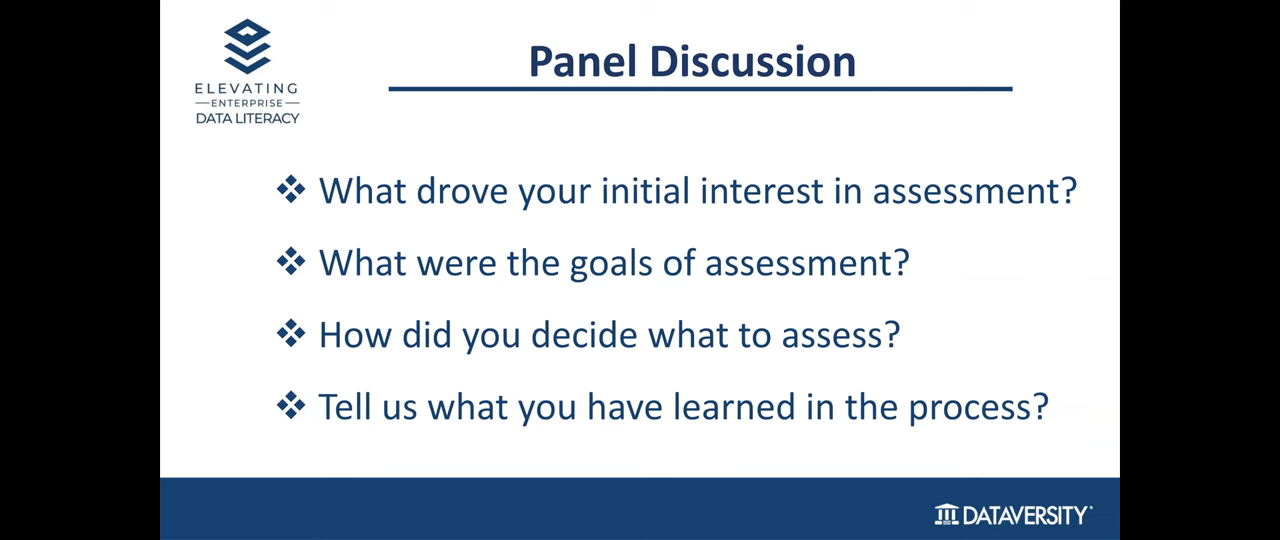 ELEVATING
ENTERPRISE
DATA LITERACY
Panel Discussion
What drove your initial interest in assessment?
What were the goals of assessment?
How did you decide what to assess?
Tell us what you have learned in the process?
DATAVERSITY